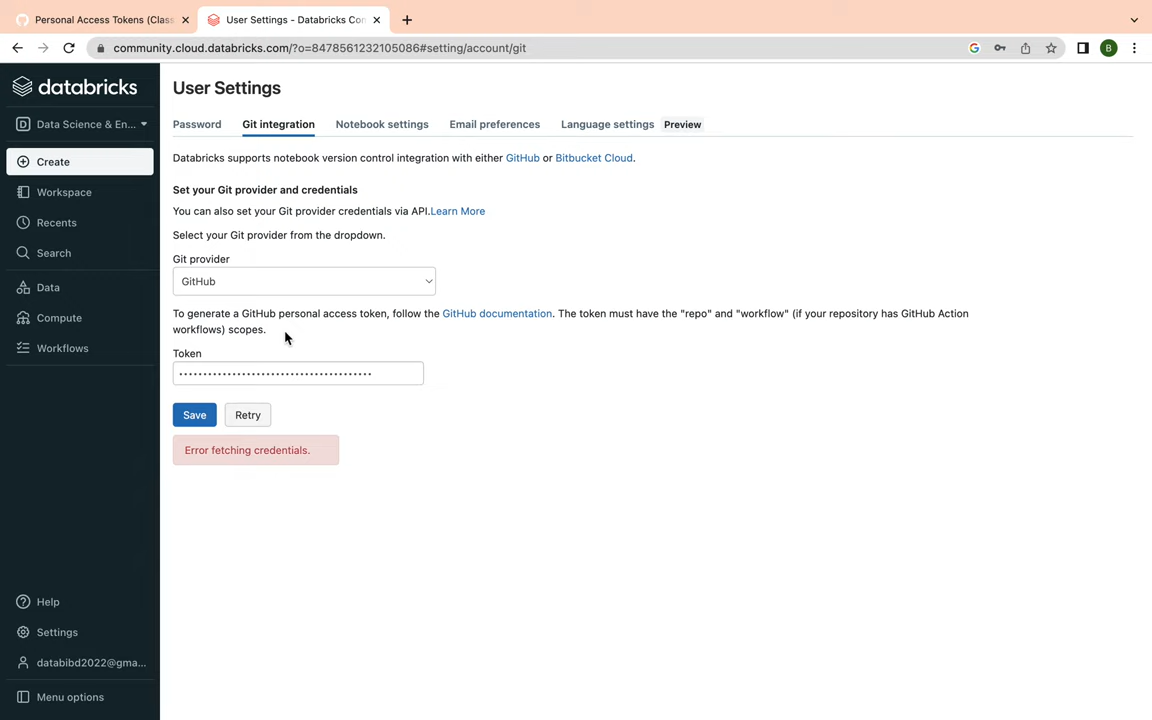 Personal Access Tokens (Class
User Settings - Databricks Con
community.cloud.databricks.com/?o=8478561232105086#setting/account/git
B
databricks
D Data Science & En...
Create
Workspace
Recents
Search
Data
Compute
Workflows
Help
Settings
databibd2022@gma...
Menu options
User Settings
Password Git integration Notebook settings Email preferences Language settings Preview
Databricks supports notebook version control integration with either GitHub or Bitbucket Cloud.
Set your Git provider and credentials
You can also set your Git provider credentials via API.Learn More
Select your Git provider from the dropdown.
Git provider
GitHub
To generate a GitHub personal access token, follow the GitHub documentation. The token must have the "repo" and "workflow" (if your repository has GitHub Action
workflows) scopes.
Token
••••••••••••••••••••••••••••••••••••••••
Save Retry
Error fetching credentials.